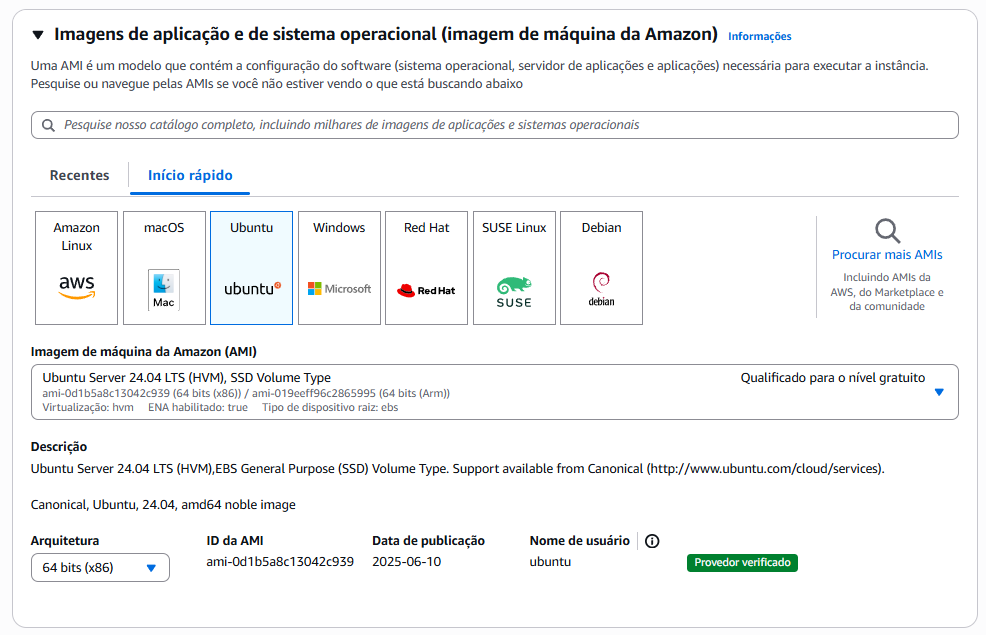 Imagens de aplicação e de sistema operacional (imagem de máquina da Amazon) Informações
Uma AMI é um modelo que contém a configuração do software (sistema operacional, servidor de aplicações e aplicações) necessária para executar a instância.
Pesquise ou navegue pelas AMIs se você não estiver vendo o que está buscando abaixo
Pesquise nosso catálogo completo, incluindo milhares de imagens de aplicações e sistemas operacionais
Recentes
Início rápido
Amazon
Linux
aws
macOS
Mac
Ubuntu
ubuntu
Windows
Microsoft
Red Hat
Red Hat
SUSE Linux
SUSE
Debian
debian
Procurar mais AMIs
Incluindo AMIs da
AWS, do Marketplace e
da comunidade
Imagem de máquina da Amazon (AMI)
Ubuntu Server 24.04 LTS (HVM), SSD Volume Type
Qualificado para o nível gratuito
ami-0d1b5a8c13042c939 (64 bits (x86)) / ami-019eeff96c2865995 (64 bits (Arm))
Virtualização: hvm ENA habilitado: true Tipo de dispositivo raiz: ebs
Descrição
Ubuntu Server 24.04 LTS (HVM),EBS General Purpose (SSD) Volume Type. Support available from Canonical (http://www.ubuntu.com/cloud/services).
Canonical, Ubuntu, 24.04, amd64 noble image
Arquitetura
64 bits (x86)
ID da AMI
ami-0d1b5a8c13042c939
Data de publicação
2025-06-10
Nome de usuário
ubuntu
Provedor verificado